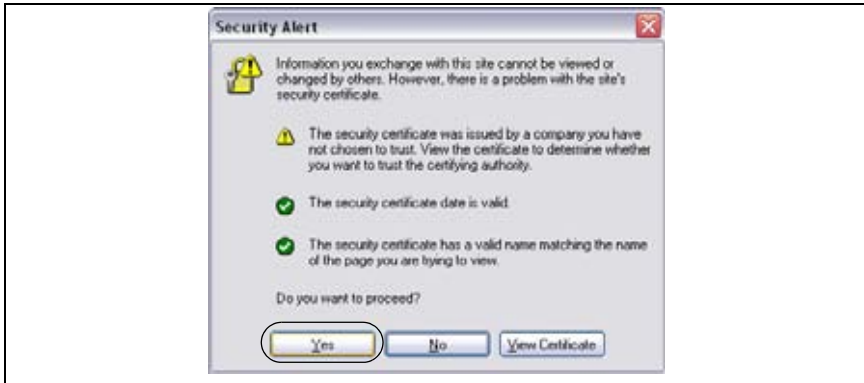 Security Alert
Information you exchange with this site cannot be viewed or
changed by others. However, there is a problem with the site's
security certificate.
The security certificate was issued by a company you have
not chosen to trust. View the certificate to determine whether
you want to trust the certifying authority.
The security certificate date is valid.
The security certificate has a valid name matching the name
of the page you are trying to view.
Do you want to proceed?
Yes No View Certificate